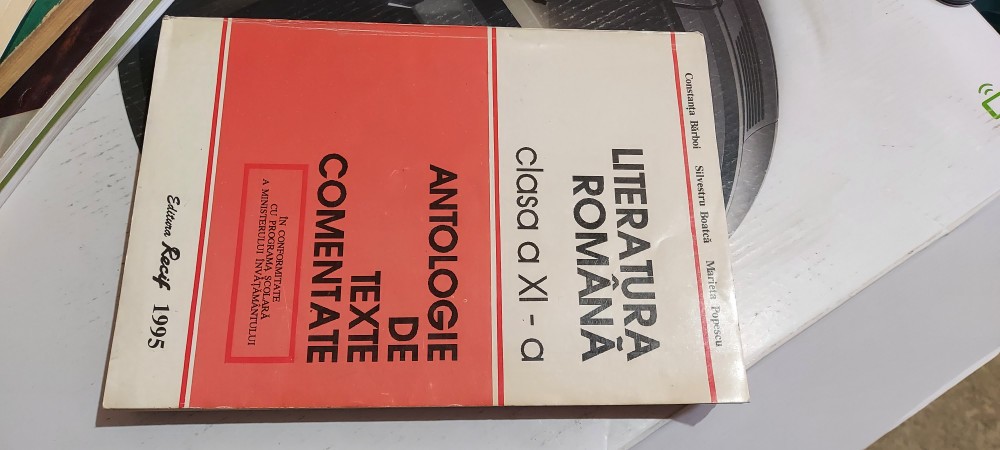 Constanța Bărboi Silvestru Boatcă Marieta Popescu
LITERATURĂ
ROMÂNĂ
clasa a XI-a
ANTOLOGIE
DE
TEXTE
COMENTATE
ÎN CONFORMITATE
CU PROGRAMA ȘCOLARĂ
A MINISTERULUI ÎNVĂȚĂMÂNTULUI
Editura Recif 1995